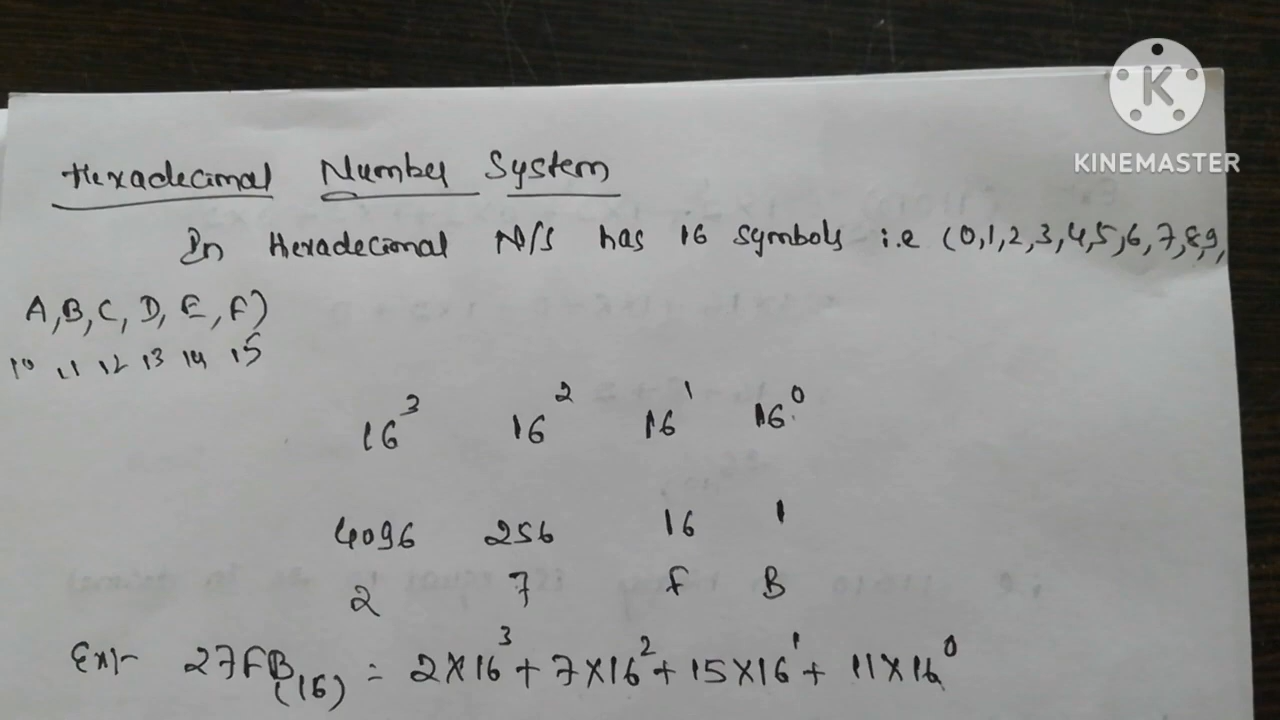 KINEMASTER
Hexadecimal Number System
In Hexadecimal N/S has 16 symbols i.e (0,1,2,3,4,5,6,7,8,9,
A,B,C,D,E,F)
10 11 12 13 14 15
16³ 16² 16¹ 16⁰
4096 256 16 1
2 7 F B
Ex:- 27FB₍₁₆₎ = 2×16³+7×16²+15×16¹+11×16⁰